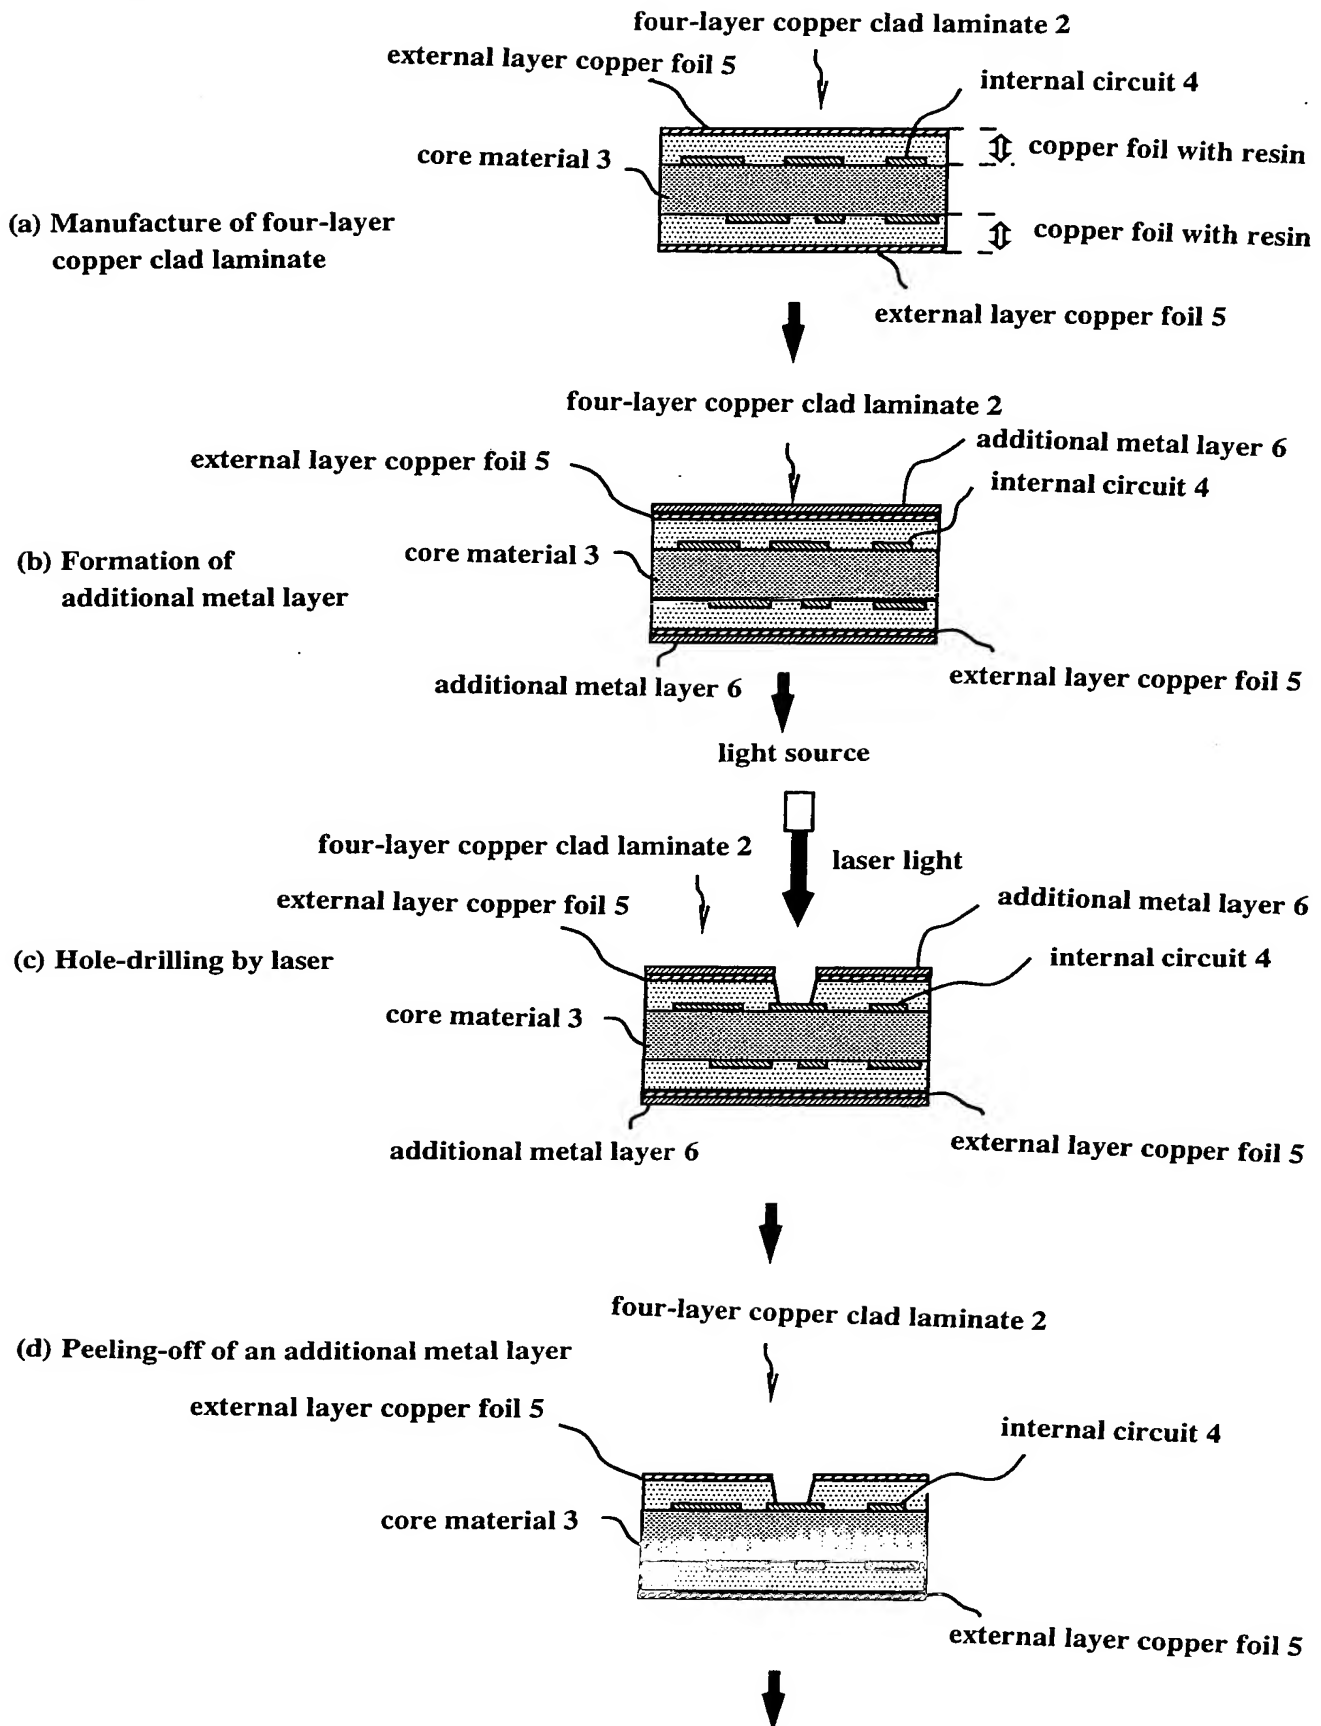 four-layer copper clad laminate 2
external layer copper foil 5
internal circuit 4
copper foil with resin
core material 3
(a) Manufacture of four-layer
copper clad laminate
copper foil with resin
external layer copper foil 5
four-layer copper clad laminate 2
additional metal layer 6
external layer copper foil 5
internal circuit 4
core material 3
(b) Formation of
additional metal layer
external layer copper foil 5
additional metal layer 6
light source
four-layer copper clad laminate 2
laser light
external layer copper foil 5
additional metal layer 6
(c) Hole-drilling by laser
internal circuit 4
core material 3
external layer copper foil 5
additional metal layer 6
four-layer copper clad laminate 2
(d) Peeling-off of an additional metal layer
external layer copper foil 5
internal circuit 4
core material 3
external layer copper foil 5